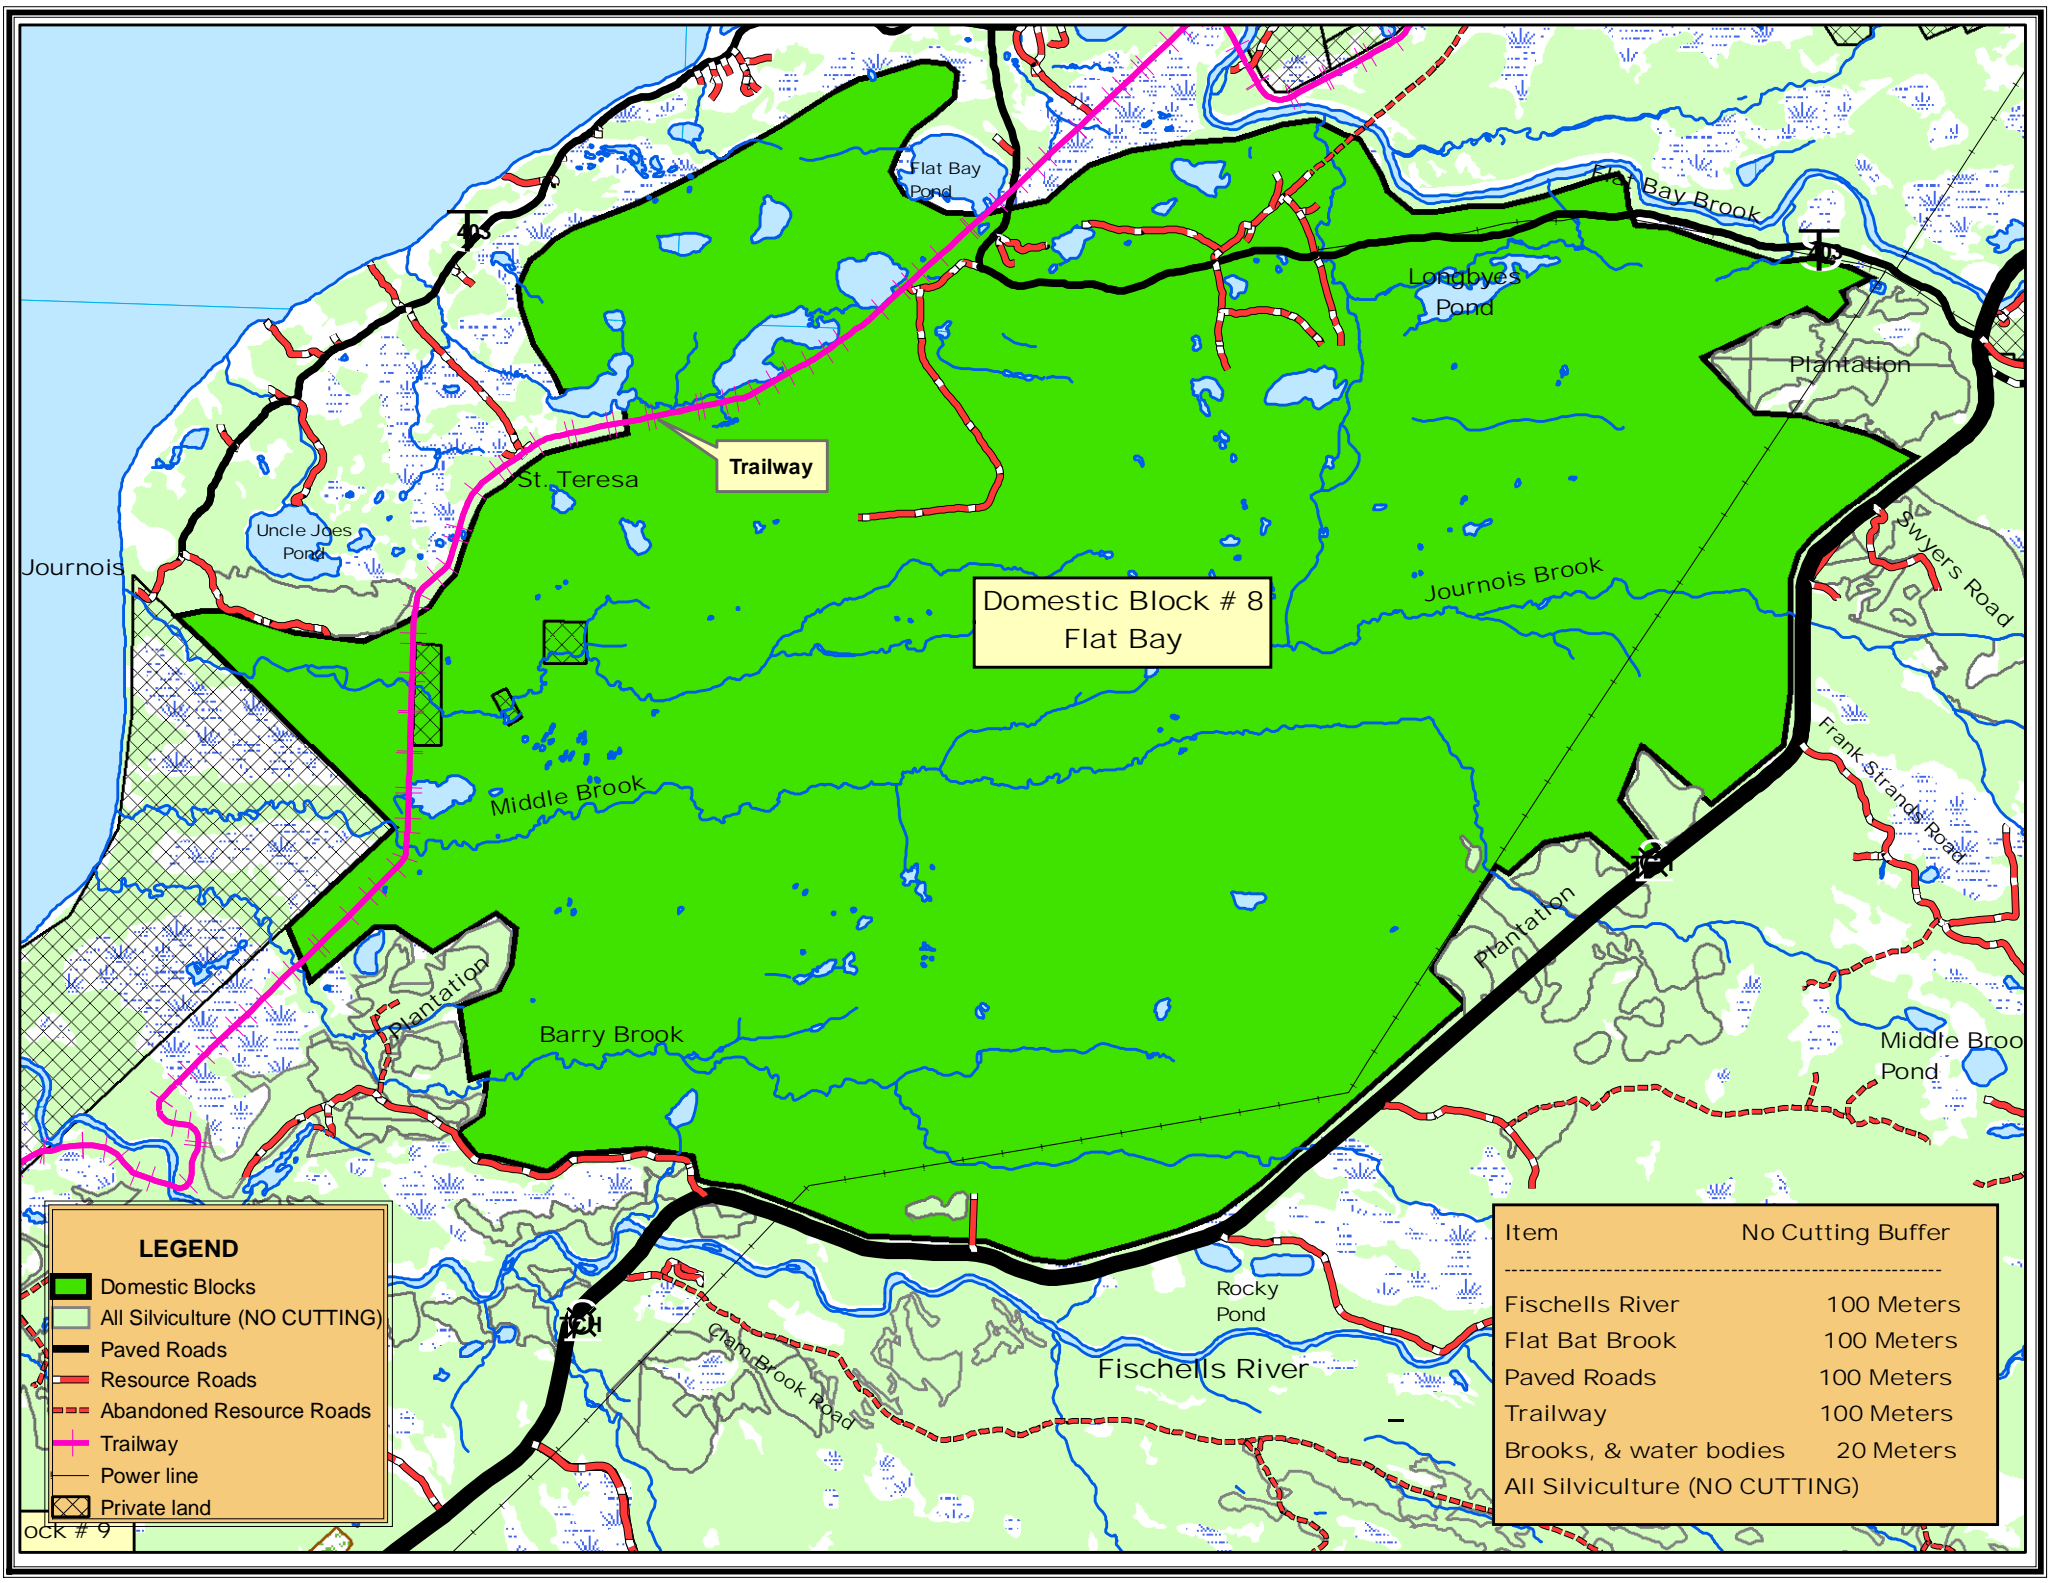 Flat Bay
Pond
Flat Bay Brook
403
403
Longbyes
Pond
Plantation
Trailway
St. Teresa
Uncle Joes
Pond
Journois
Swyers Road
Domestic Block # 8
Flat Bay
Journois Brook
Frank Strands Road
Middle Brook
TCH
Plantation
Plantation
Barry Brook
Middle Broo
Pond
Rocky
Pond
Fischells River
Clam Brook Road
TCH
LEGEND
Domestic Blocks
All Silviculture (NO CUTTING)
Paved Roads
Resource Roads
Abandoned Resource Roads
Trailway
Power line
Private land
ock # 9
Item No Cutting Buffer
--------------------------------------------------------------
Fischells River 100 Meters
Flat Bat Brook 100 Meters
Paved Roads 100 Meters
Trailway 100 Meters
Brooks, & water bodies 20 Meters
All Silviculture (NO CUTTING)